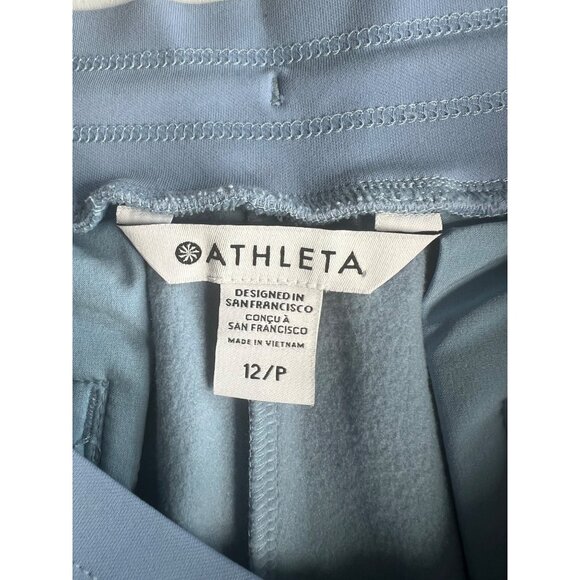 ATHLETA
DESIGNED IN
SAN FRANCISCO
CONÇU À
SAN FRANCISCO
MADE IN VIETNAM
12/P